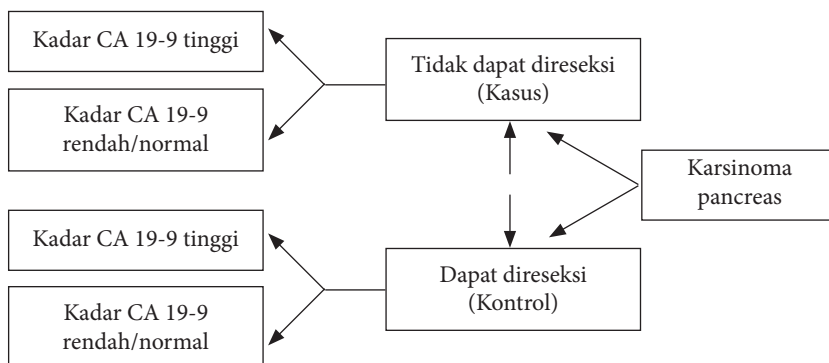 Kadar CA 19-9 tinggi
Kadar CA 19-9
rendah/normal
Tidak dapat direseksi
(Kasus)
Karsinoma
pancreas
Kadar CA 19-9 tinggi
Kadar CA 19-9
rendah/normal
Dapat direseksi
(Kontrol)